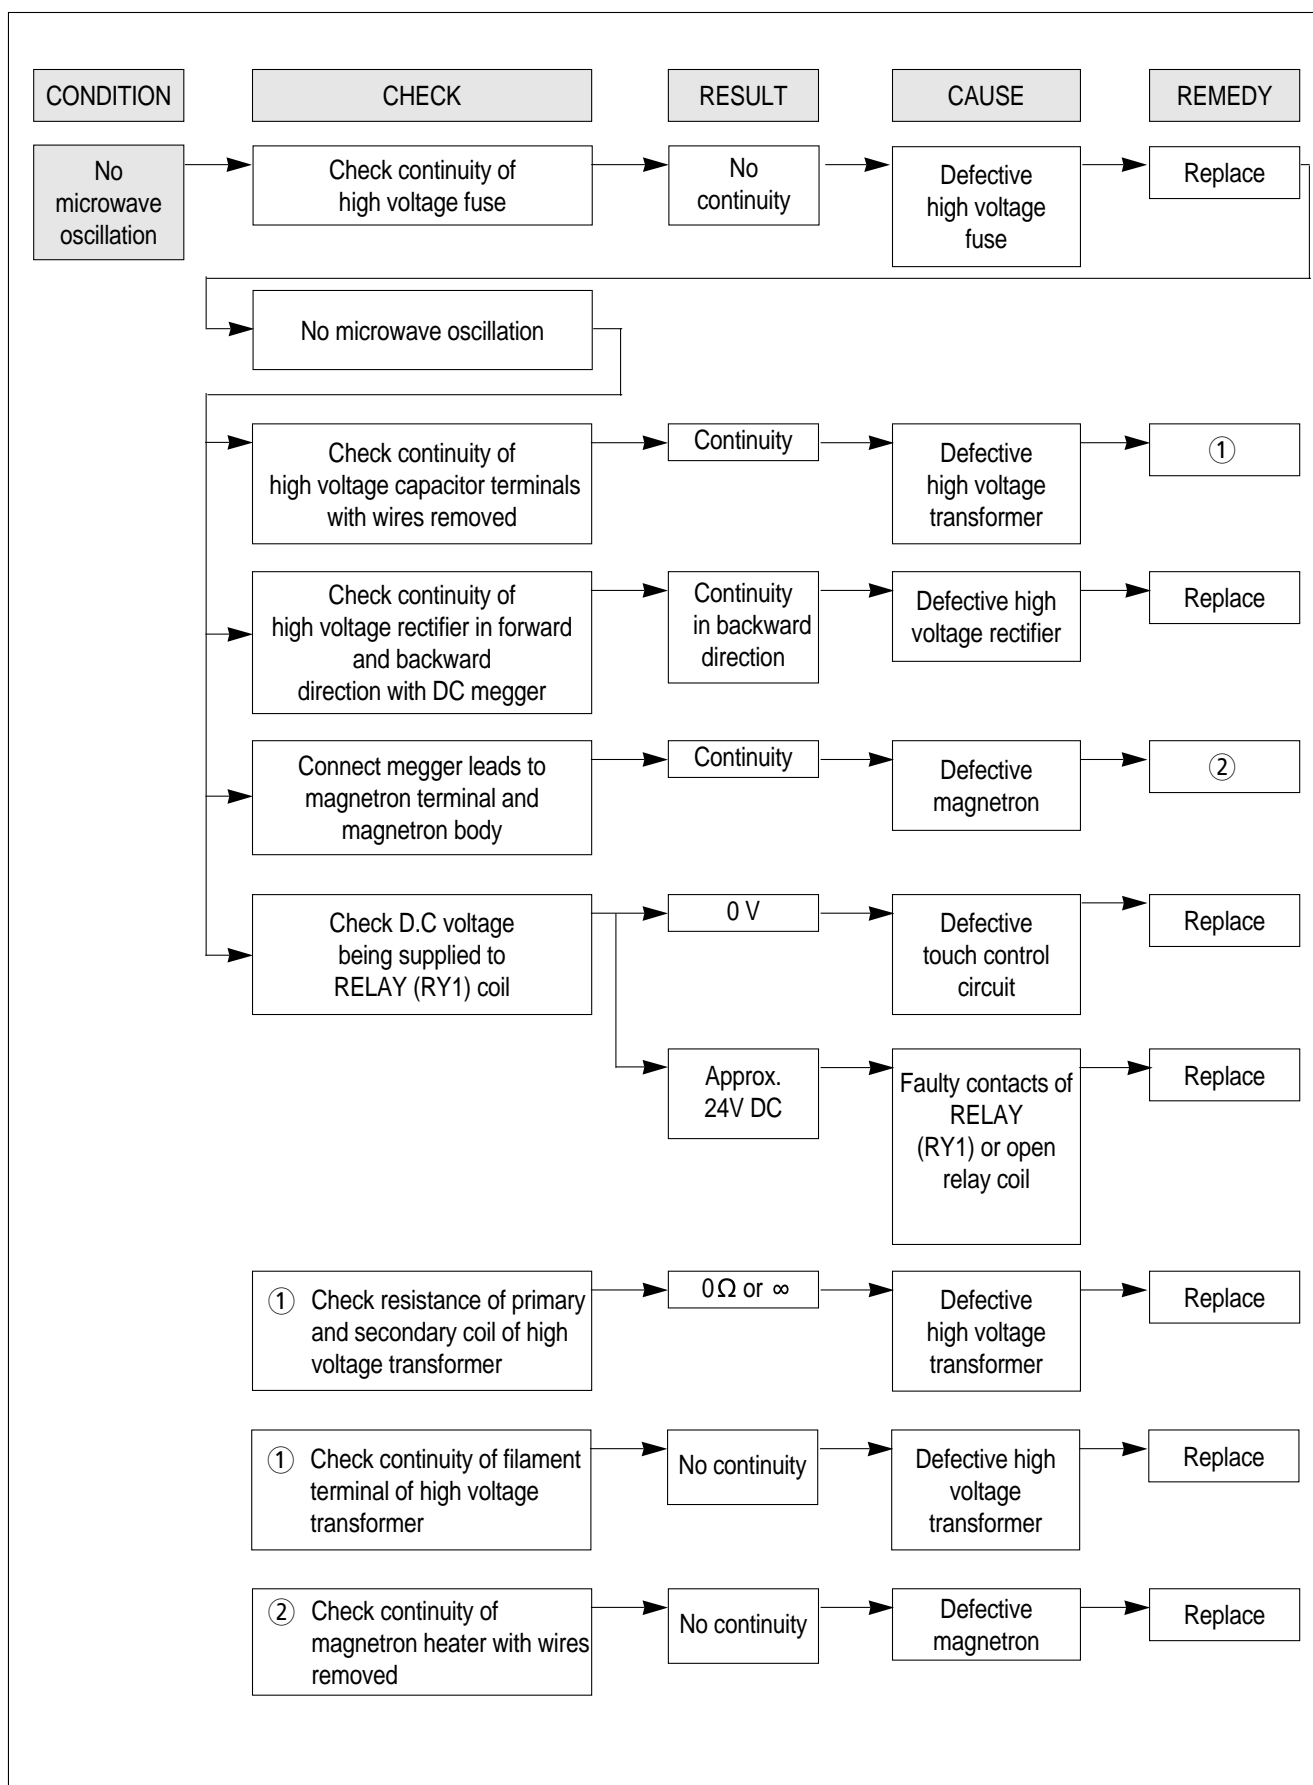 CONDITION
CHECK
RESULT
CAUSE
REMEDY
No
microwave
oscillation
Check continuity of
high voltage fuse
No
continuity
Defective
high voltage
fuse
Replace
No microwave oscillation
Check continuity of
high voltage capacitor terminals
with wires removed
Continuity
Defective
high voltage
transformer
①
Check continuity of
high voltage rectifier in forward
and backward
direction with DC megger
Continuity
in backward
direction
Defective high
voltage rectifier
Replace
Connect megger leads to
magnetron terminal and
magnetron body
Continuity
Defective
magnetron
②
Check D.C voltage
being supplied to
RELAY (RY1) coil
0 V
Defective
touch control
circuit
Replace
Approx.
24V DC
Faulty contacts of
RELAY
(RY1) or open
relay coil
Replace
① Check resistance of primary
and secondary coil of high
voltage transformer
0Ω or ∞
Defective
high voltage
transformer
Replace
① Check continuity of filament
terminal of high voltage
transformer
No continuity
Defective high
voltage
transformer
Replace
② Check continuity of
magnetron heater with wires
removed
No continuity
Defective
magnetron
Replace